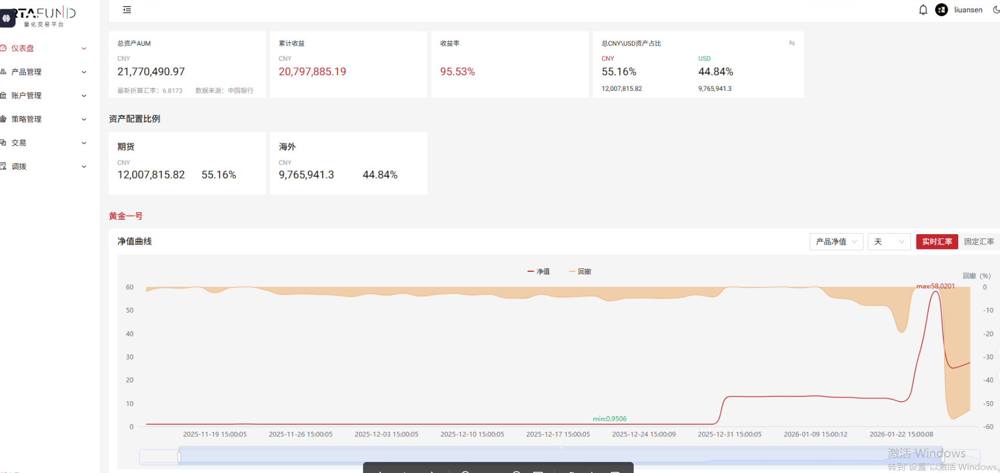 RTAFUND
量化交易平台
liuansen
仪表盘
产品管理
账户管理
策略管理
交易
调拨
总资产AUM
CNY
21,770,490.97
最新折算汇率：6.8173 数据来源：中国银行
累计收益
CNY
20,797,885.19
收益率
95.53%
总CNY\USD资产占比
CNY USD
55.16% 44.84%
12,007,815.82 9,765,941.3
资产配置比例
期货
CNY
12,007,815.82 55.16%
海外
CNY
9,765,941.3 44.84%
黄金一号
净值曲线
产品净值 天 实时汇率 固定汇率
净值 回撤
回撤（%）
max:58.0201
60 0
50 -10
40 -20
30 -30
20 -40
10 -50
min:0.9506
0 -60
2025-11-19 15:00:05 2025-11-26 15:00:05 2025-12-03 15:00:05 2025-12-10 15:00:05 2025-12-17 15:00:05 2025-12-24 15:00:09 2025-12-31 15:00:05 2026-01-09 15:00:12 2026-01-22 15:00:08
激活 Windows
转到"设置"以激活 Windows。